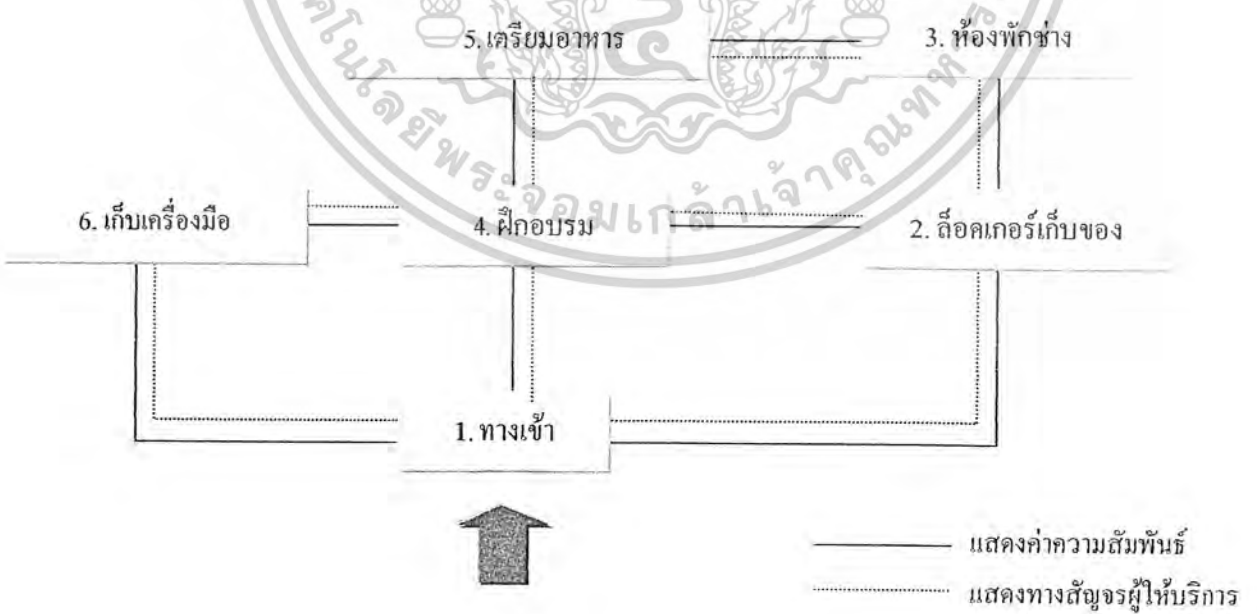 5. เตรียมอาหาร
3. ห้องพักช่าง
6. เก็บเครื่องมือ
4. ฝึกอบรม
2. ล็อคเกอร์เก็บของ
1. ทางเข้า
แสดงค่าความสัมพันธ์
แสดงทางสัญจรผู้ให้บริการ